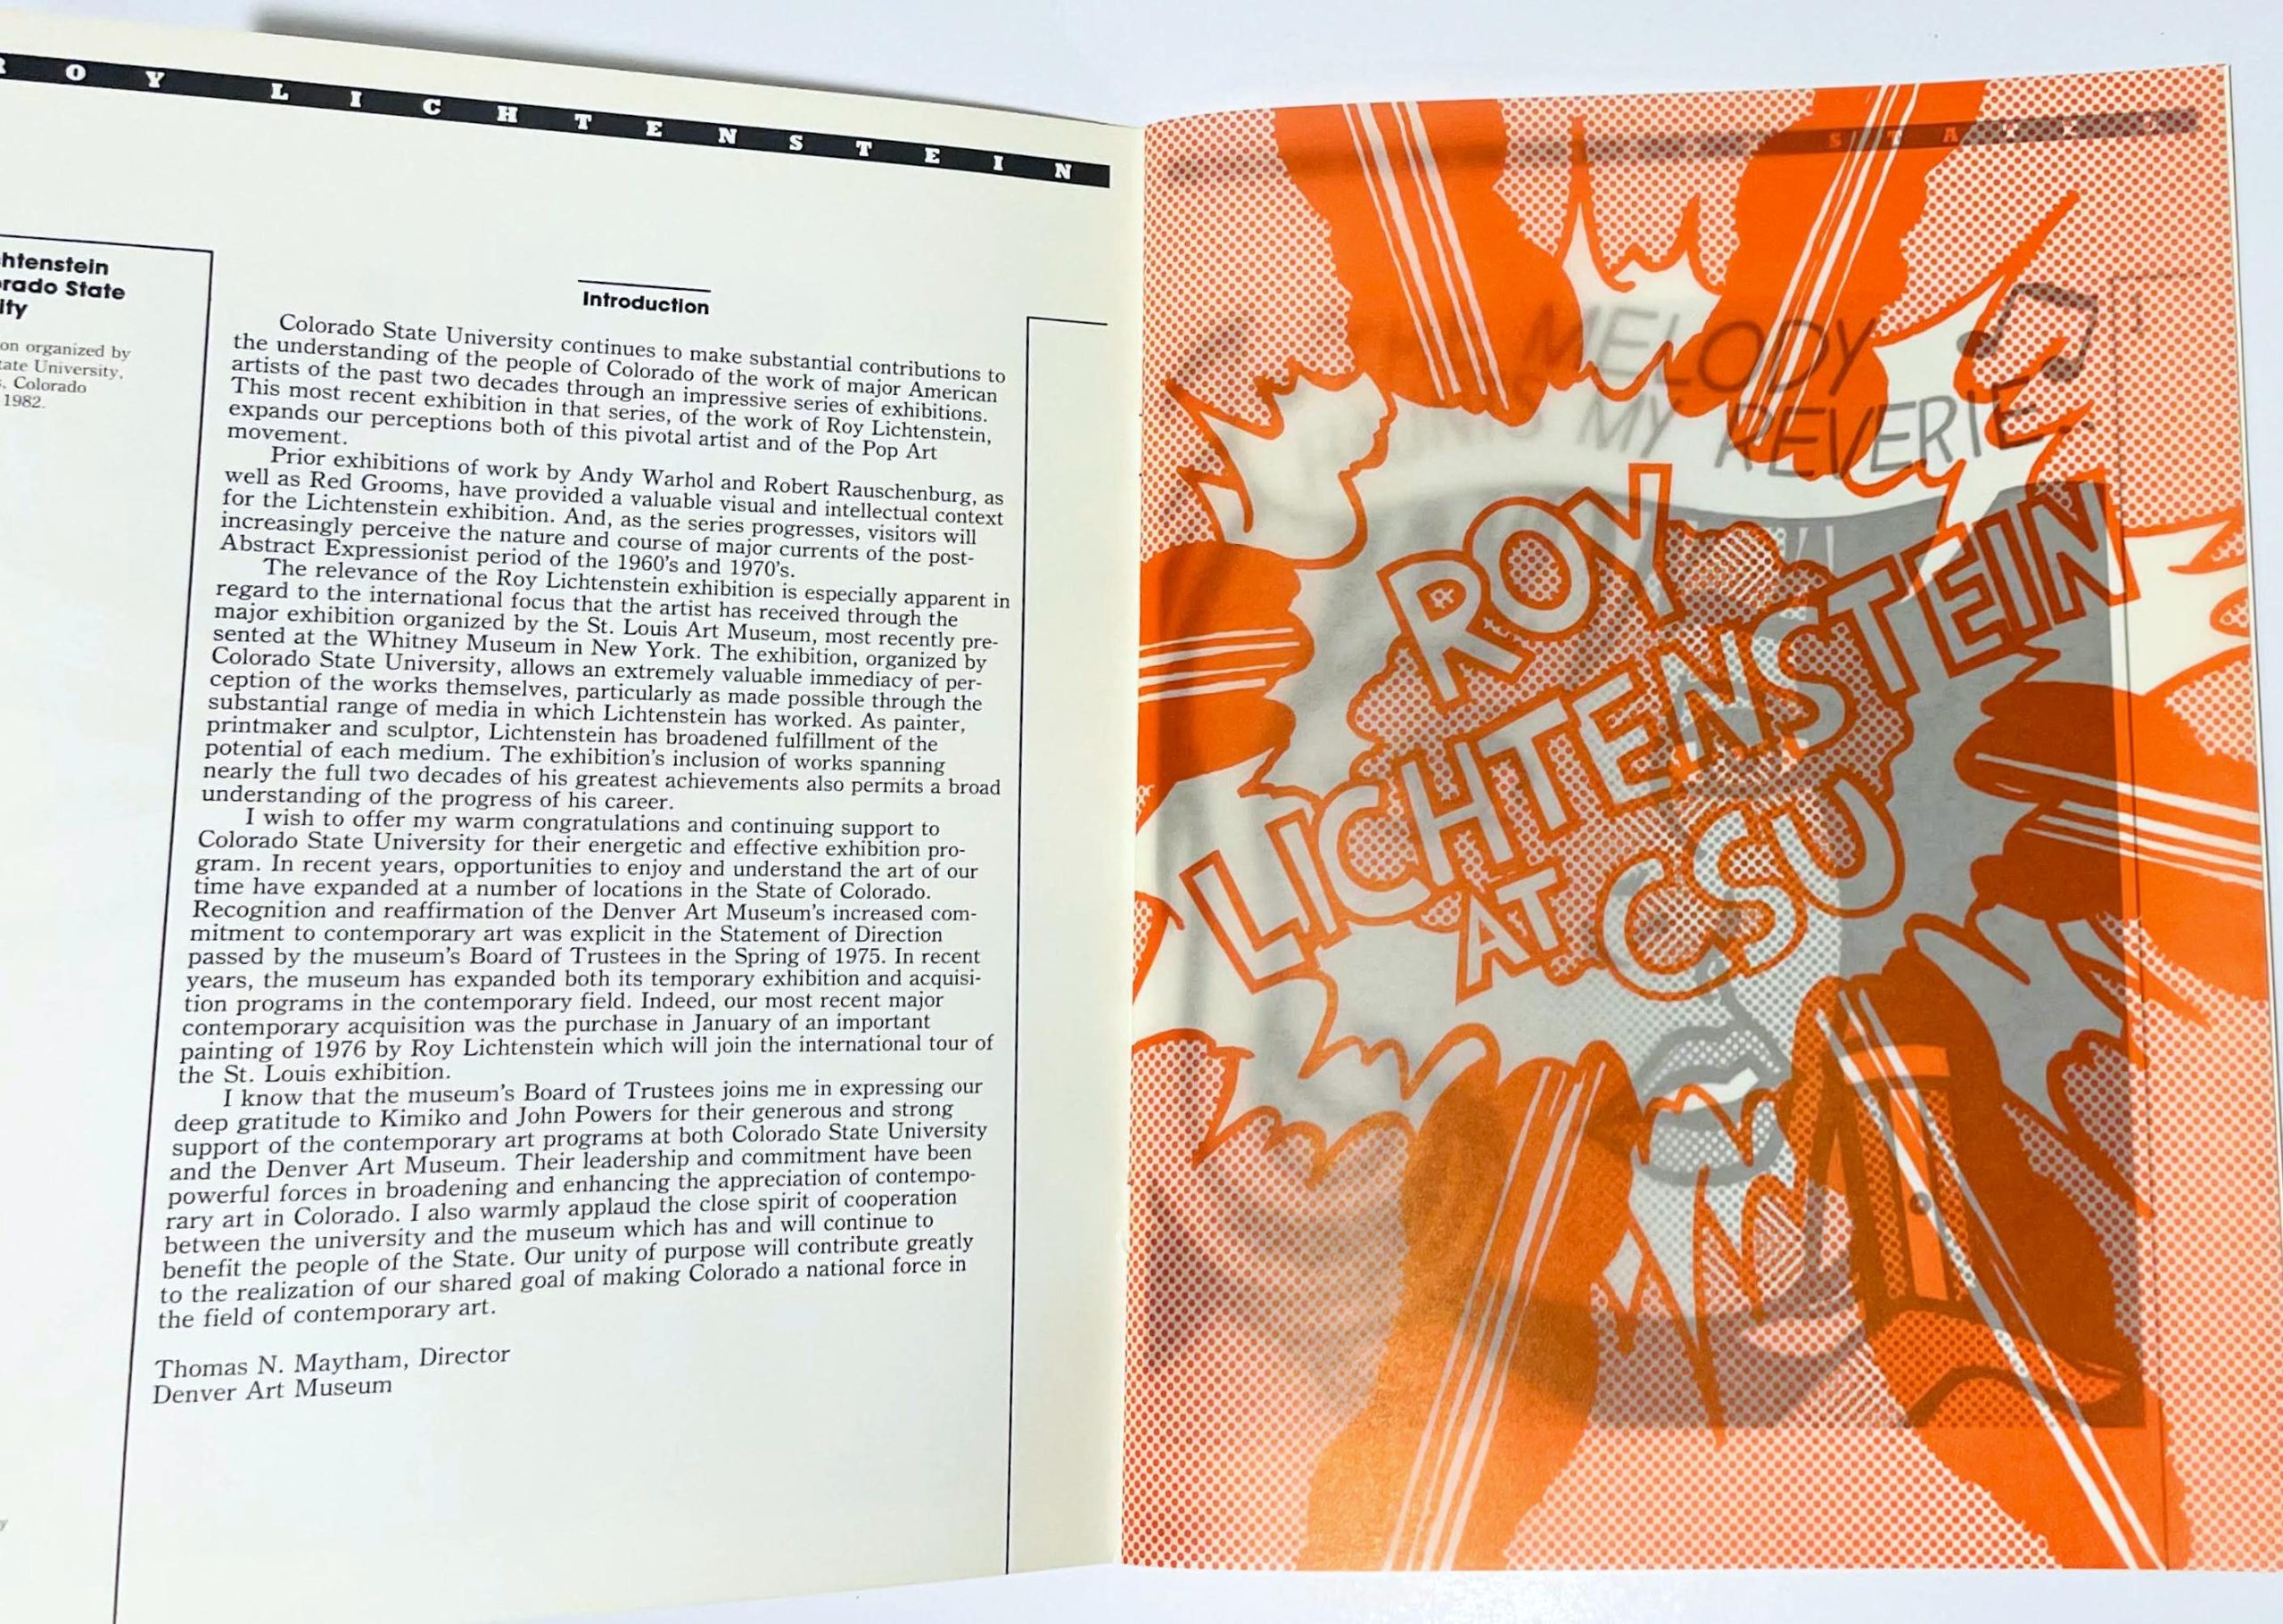 ROY LICHTENSTEIN
htenstein
rado State
ity
on organized by
tate University,
, Colorado
1982.
Introduction
Colorado State University continues to make substantial contributions to
the understanding of the people of Colorado of the work of major American
artists of the past two decades through an impressive series of exhibitions.
This most recent exhibition in that series, of the work of Roy Lichtenstein,
expands our perceptions both of this pivotal artist and of the Pop Art
movement.
Prior exhibitions of work by Andy Warhol and Robert Rauschenburg, as
well as Red Grooms, have provided a valuable visual and intellectual context
for the Lichtenstein exhibition. And, as the series progresses, visitors will
increasingly perceive the nature and course of major currents of the post-
Abstract Expressionist period of the 1960's and 1970's.
The relevance of the Roy Lichtenstein exhibition is especially apparent in
regard to the international focus that the artist has received through the
major exhibition organized by the St. Louis Art Museum, most recently pre-
sented at the Whitney Museum in New York. The exhibition, organized by
Colorado State University, allows an extremely valuable immediacy of per-
ception of the works themselves, particularly as made possible through the
substantial range of media in which Lichtenstein has worked. As painter,
printmaker and sculptor, Lichtenstein has broadened fulfillment of the
potential of each medium. The exhibition's inclusion of works spanning
nearly the full two decades of his greatest achievements also permits a broad
understanding of the progress of his career.
I wish to offer my warm congratulations and continuing support to
Colorado State University for their energetic and effective exhibition pro-
gram. In recent years, opportunities to enjoy and understand the art of our
time have expanded at a number of locations in the State of Colorado.
Recognition and reaffirmation of the Denver Art Museum's increased com-
mitment to contemporary art was explicit in the Statement of Direction
passed by the museum's Board of Trustees in the Spring of 1975. In recent
years, the museum has expanded both its temporary exhibition and acquisi-
tion programs in the contemporary field. Indeed, our most recent major
contemporary acquisition was the purchase in January of an important
painting of 1976 by Roy Lichtenstein which will join the international tour of
the St. Louis exhibition.
I know that the museum's Board of Trustees joins me in expressing our
deep gratitude to Kimiko and John Powers for their generous and strong
support of the contemporary art programs at both Colorado State University
and the Denver Art Museum. Their leadership and commitment have been
powerful forces in broadening and enhancing the appreciation of contempo-
rary art in Colorado. I also warmly applaud the close spirit of cooperation
between the university and the museum which has and will continue to
benefit the people of the State. Our unity of purpose will contribute greatly
to the realization of our shared goal of making Colorado a national force in
the field of contemporary art.
Thomas N. Maytham, Director
Denver Art Museum
STATE
MELODY
MY REVERIE..
ROY
LICHTENSTEIN
AT CSU